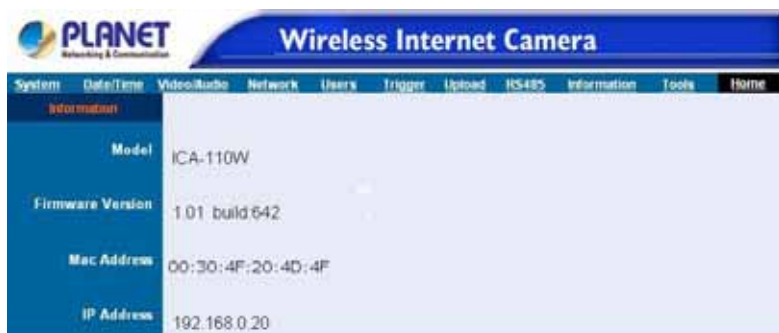 PLANET
Networking & Communication
Wireless Internet Camera
System Date/Time Video/Audio Network Users Trigger Upload RS485 Information Tools Home
Information
Model ICA-110W
Firmware Version 1.01 build:642
Mac Address 00:30:4F:20:4D:4F
IP Address 192.168.0.20